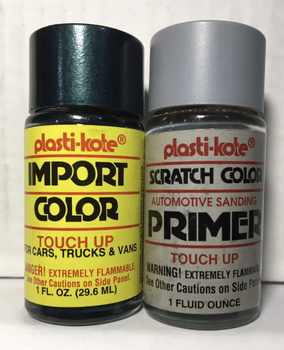 plasti-kote®
IMPORT
COLOR
TOUCH UP
FOR CARS, TRUCKS & VANS
DANGER! EXTREMELY FLAMMABLE.
See Other Cautions on Side Panel.
1 FL. OZ. (29.6 ML)
plasti-kote®
SCRATCH COLOR
AUTOMOTIVE SANDING
PRIMER
TOUCH UP
WARNING! EXTREMELY FLAMMABLE
See Other Cautions on Side Panel
1 FLUID OUNCE